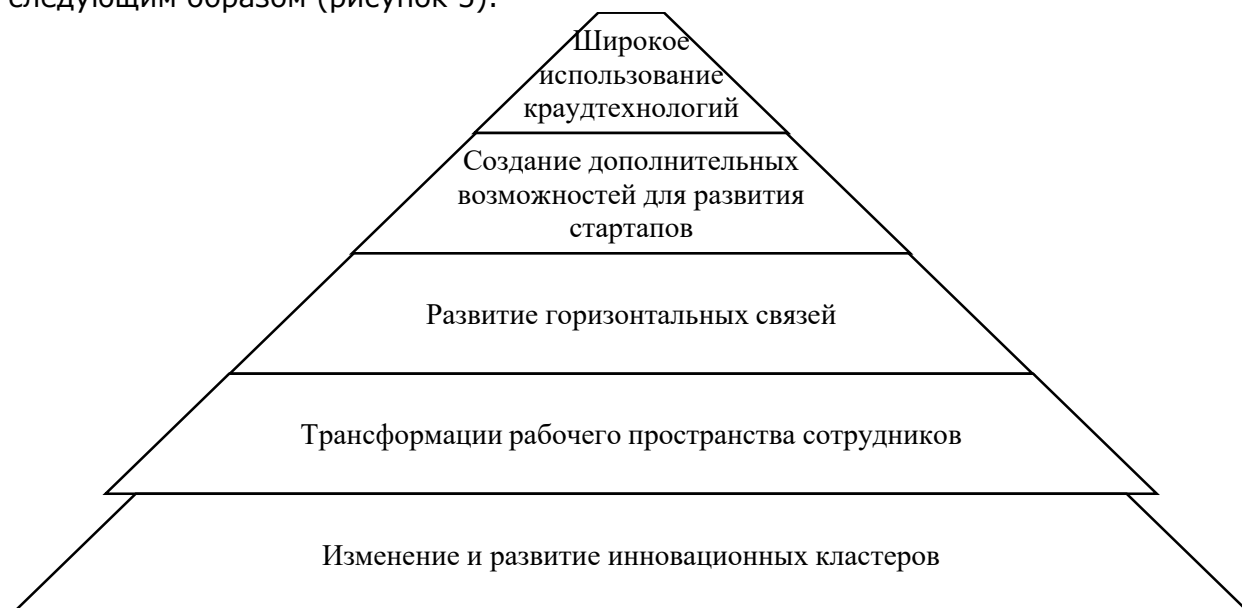 следующим образом (рисунок 3):
Широкое
использование
краудтехнологий
Создание дополнительных
возможностей для развития
стартапов
Развитие горизонтальных связей
Трансформации рабочего пространства сотрудников
Изменение и развитие инновационных кластеров